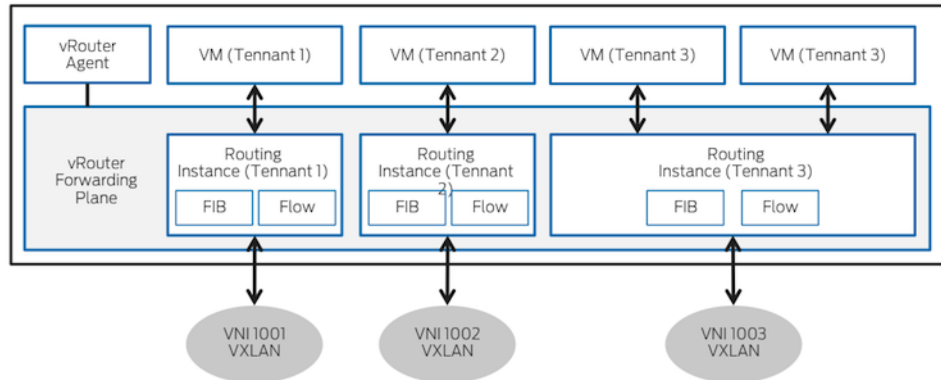 vRouter
Agent
VM (Tennant 1)
VM (Tennant 2)
VM (Tennant 3)
VM (Tennant 3)
vRouter
Forwarding
Plane
Routing
Instance (Tennant 1)
FIB
Flow
Routing
Instance (Tennant
2)
FIB
Flow
Routing
Instance (Tennant 3)
FIB
Flow
VNI 1001
VXLAN
VNI 1002
VXLAN
VNI 1003
VXLAN